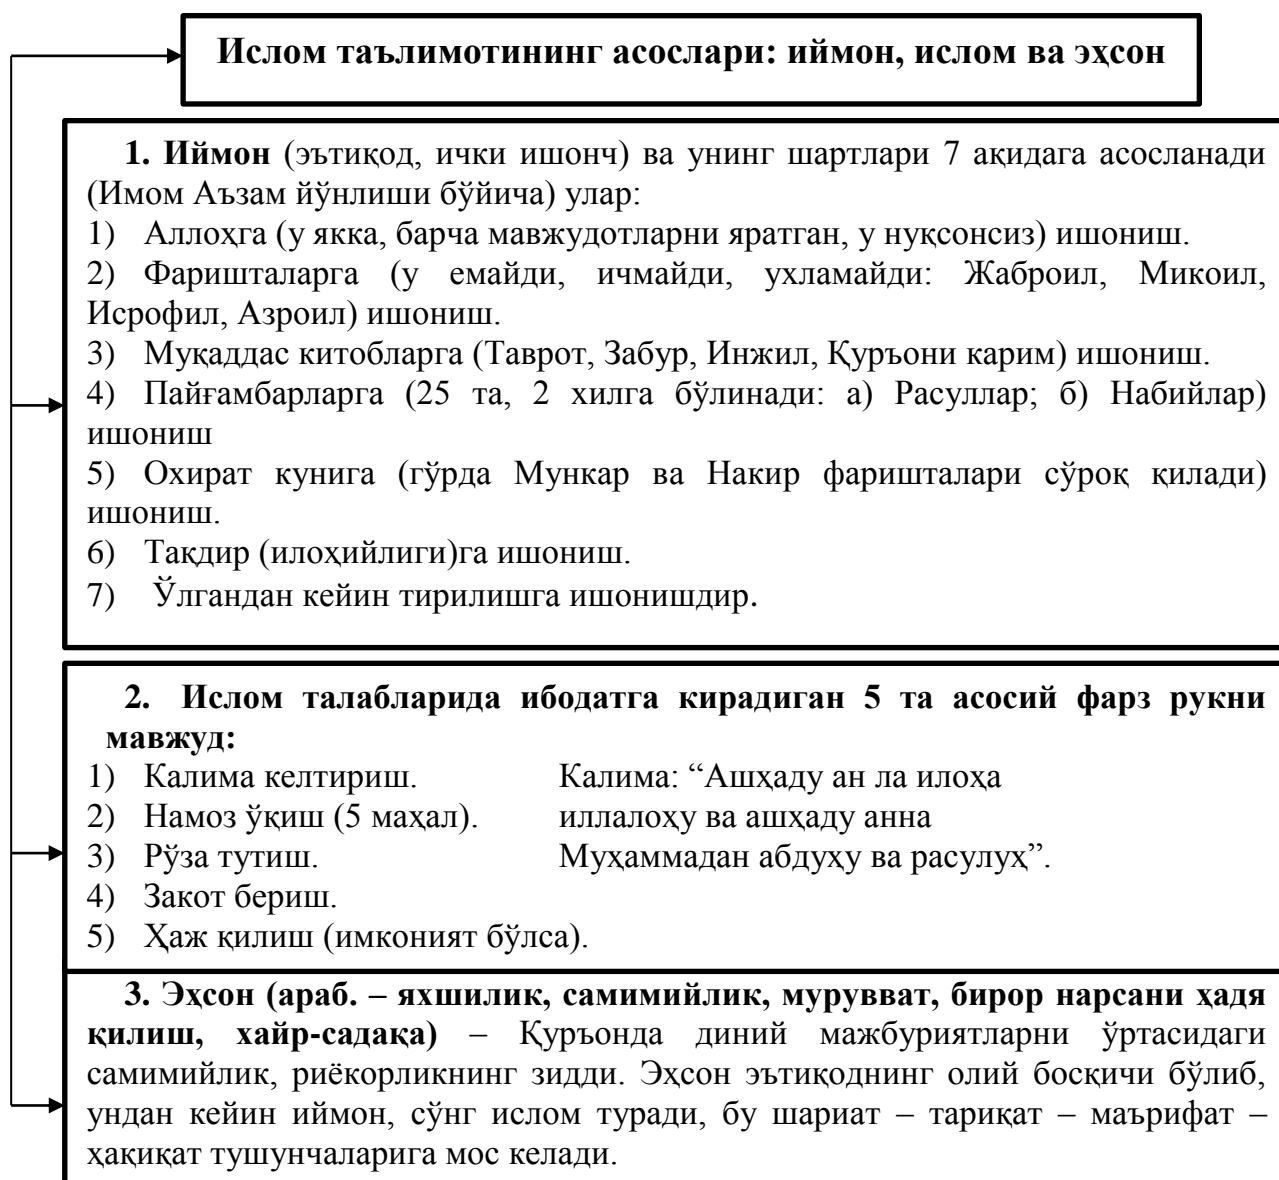 Ислом таълимотининг асослари: иймон, ислом ва эҳсон
1. Иймон (эътиқод, ички ишонч) ва унинг шартлари 7 ақидага асосланади
(Имом Аъзам йўнлиши бўйича) улар:
1) Аллоҳга (у якка, барча мавжудотларни яратган, у нуқсонсиз) ишониш.
2) Фаришталарга (у емайди, ичмайди, ухламайди: Жаброил, Микоил,
Исрофил, Азроил) ишониш.
3) Муқаддас китобларга (Таврот, Забур, Инжил, Қуръони карим) ишониш.
4) Пайғамбарларга (25 та, 2 хилга бўлинади: а) Расуллар; б) Набийлар)
ишониш
5) Охират кунига (гўрда Мункар ва Накир фаришталари сўроқ қилади)
ишониш.
6) Тақдир (илоҳийлиги)га ишониш.
7) Ўлгандан кейин тирилишга ишонишдир.
2. Ислом талабларида ибодатга кирадиган 5 та асосий фарз рукни
мавжуд:
1) Калима келтириш. Калима: “Ашҳаду ан ла илоҳа
2) Намоз ўқиш (5 маҳал). иллалоҳу ва ашҳаду анна
3) Рўза тутиш. Муҳаммадан абдуҳу ва расулуҳ”.
4) Закот бериш.
5) Ҳаж қилиш (имконият бўлса).
3. Эҳсон (араб. – яхшилик, самимийлик, мурувват, бирор нарсани ҳадя
қилиш, хайр-садақа) – Қуръонда диний мажбуриятларни ўртасидаги
самимийлик, риёкорликнинг зидди. Эҳсон эътиқоднинг олий босқичи бўлиб,
ундан кейин иймон, сўнг ислом туради, бу шариат – тариқат – маърифат –
ҳақиқат тушунчаларига мос келади.